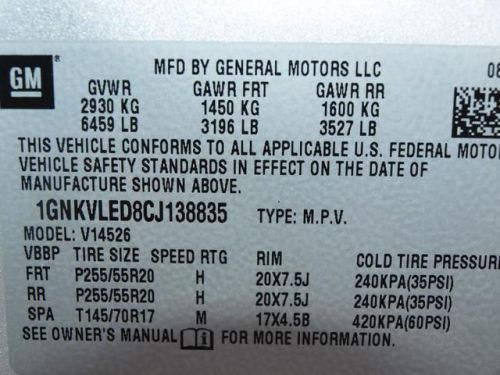 GM
MFD BY GENERAL MOTORS LLC 08
GVWR GAWR FRT GAWR RR
2930 KG 1450 KG 1600 KG
6459 LB 3196 LB 3527 LB
THIS VEHICLE CONFORMS TO ALL APPLICABLE U.S. FEDERAL MOTOR
VEHICLE SAFETY STANDARDS IN EFFECT ON THE DATE OF
MANUFACTURE SHOWN ABOVE.
1GNKVLED8CJ138835 TYPE: M.P.V.
MODEL: V14526
VBBP TIRE SIZE SPEED RTG RIM COLD TIRE PRESSURE
FRT P255/55R20 H 20X7.5J 240KPA(35PSI)
RR P255/55R20 H 20X7.5J 240KPA(35PSI)
SPA T145/70R17 M 17X4.5B 420KPA(60PSI)
SEE OWNER'S MANUAL FOR MORE INFORMATION.